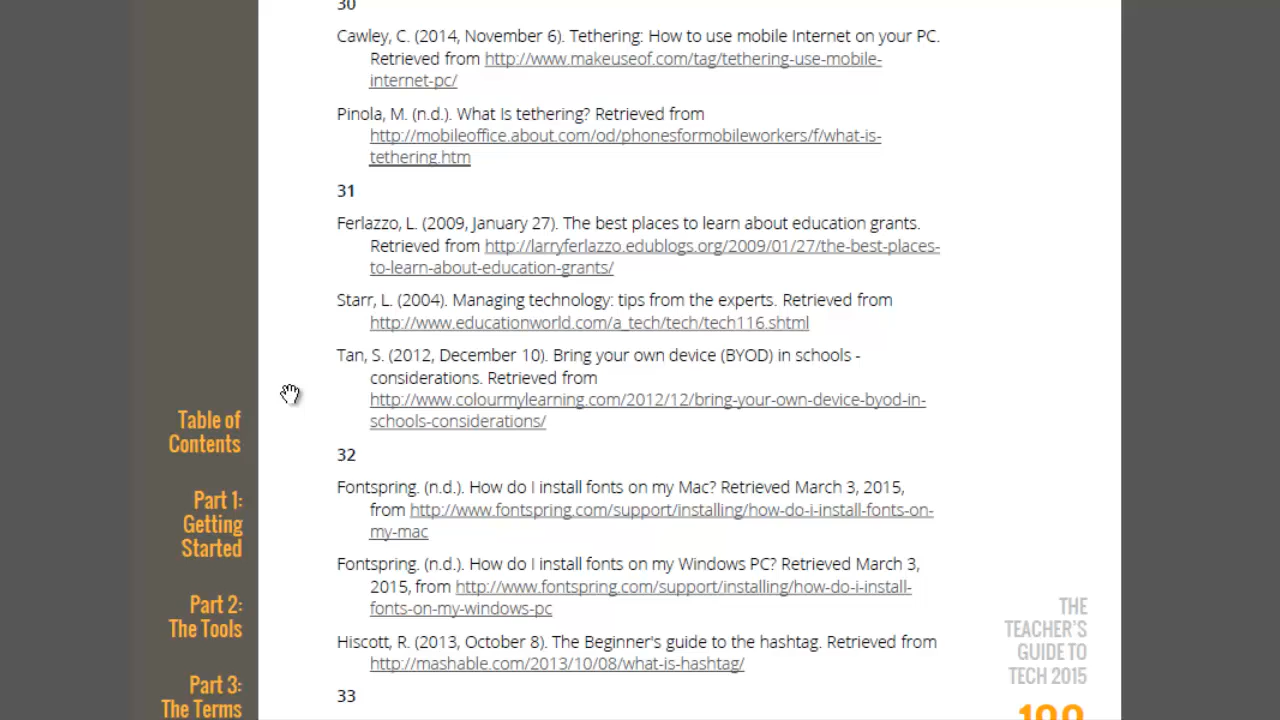 30
Cawley, C. (2014, November 6). Tethering: How to use mobile Internet on your PC.
Retrieved from http://www.makeuseof.com/tag/tethering-use-mobile-
internet-pc/
Pinola, M. (n.d.). What Is tethering? Retrieved from
http://mobileoffice.about.com/od/phonesformobileworkers/f/what-is-
tethering.htm
31
Ferlazzo, L. (2009, January 27). The best places to learn about education grants.
Retrieved from http://larryferlazzo.edublogs.org/2009/01/27/the-best-places-
to-learn-about-education-grants/
Starr, L. (2004). Managing technology: tips from the experts. Retrieved from
http://www.educationworld.com/a_tech/tech/tech116.shtml
Tan, S. (2012, December 10). Bring your own device (BYOD) in schools -
considerations. Retrieved from
http://www.colourmylearning.com/2012/12/bring-your-own-device-byod-in-
schools-considerations/
32
Fontspring. (n.d.). How do I install fonts on my Mac? Retrieved March 3, 2015,
from http://www.fontspring.com/support/installing/how-do-i-install-fonts-on-
my-mac
Fontspring. (n.d.). How do I install fonts on my Windows PC? Retrieved March 3,
2015, from http://www.fontspring.com/support/installing/how-do-i-install-
fonts-on-my-windows-pc
Hiscott, R. (2013, October 8). The Beginner's guide to the hashtag. Retrieved from
http://mashable.com/2013/10/08/what-is-hashtag/
33
Table of
Contents
Part 1:
Getting
Started
Part 2:
The Tools
Part 3:
The Terms
THE
TEACHER'S
GUIDE TO
TECH 2015